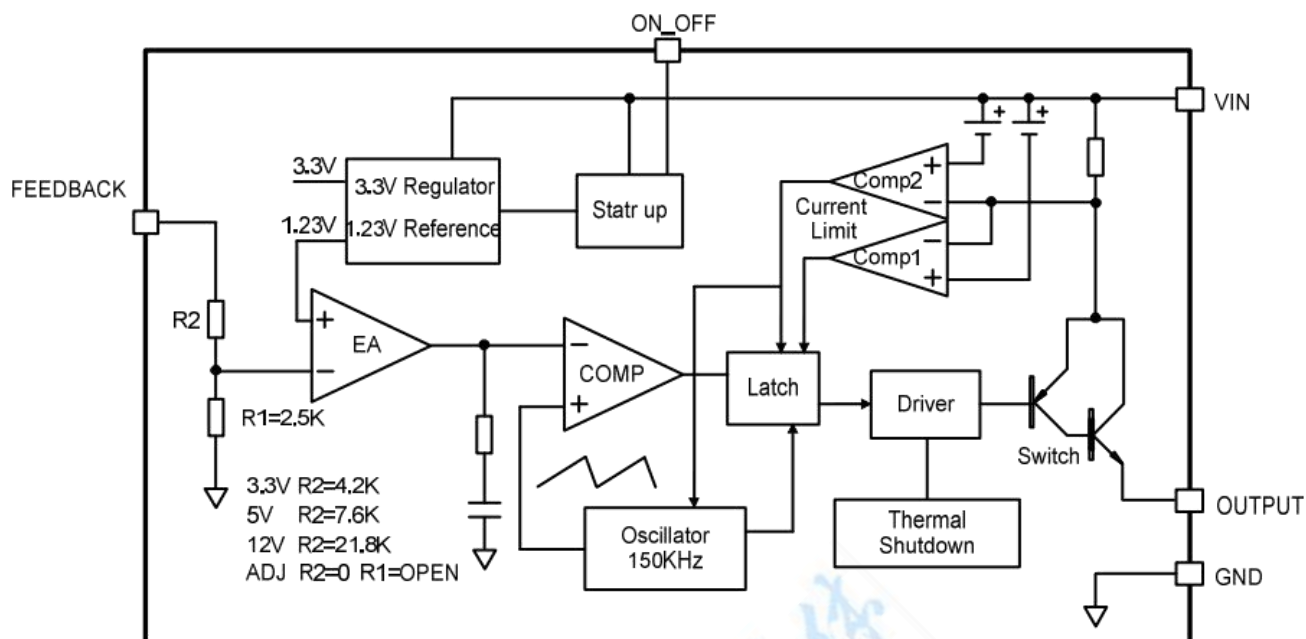 ON_OFF
VIN
FEEDBACK
3.3V
3.3V Regulator
1.23V
1.23V Reference
Statr up
+
+
+
Comp2
−
Current
Limit
−
Comp1
+
R2
+
EA
−
R1=2.5K
−
COMP
+
Latch
Driver
Switch
3.3V R2=4.2K
5V R2=7.6K
12V R2=21.8K
ADJ R2=0 R1=OPEN
Oscillator
150KHz
Thermal
Shutdown
OUTPUT
GND